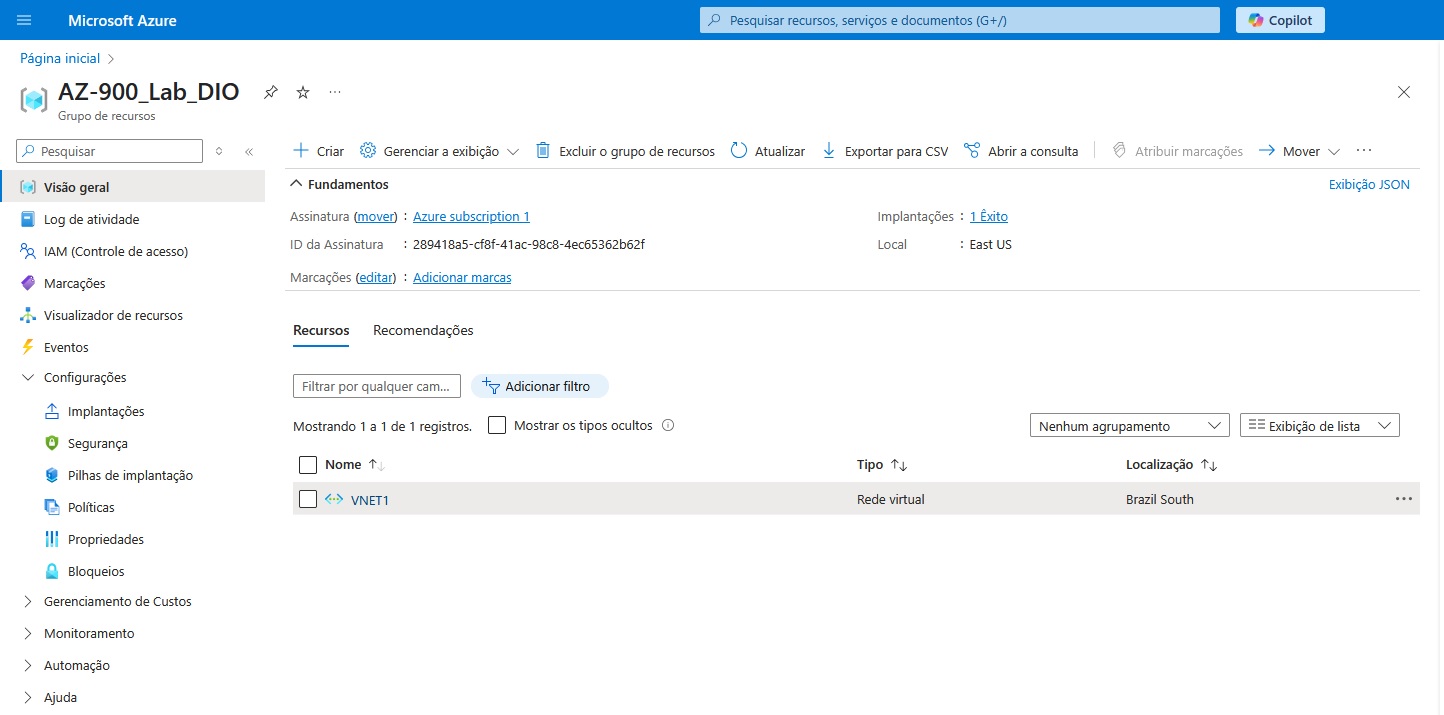 Microsoft Azure
Pesquisar recursos, serviços e documentos (G+/)
Copilot
Página inicial
AZ-900_Lab_DIO
Grupo de recursos
Pesquisar
Criar
Gerenciar a exibição
Excluir o grupo de recursos
Atualizar
Exportar para CSV
Abrir a consulta
Atribuir marcações
Mover
Visão geral
Log de atividade
IAM (Controle de acesso)
Marcações
Visualizador de recursos
Eventos
Configurações
Implantações
Segurança
Pilhas de implantação
Políticas
Propriedades
Bloqueios
Gerenciamento de Custos
Monitoramento
Automação
Ajuda
Fundamentos
Exibição JSON
Assinatura (mover) : Azure subscription 1
ID da Assinatura : 289418a5-cf8f-41ac-98c8-4ec65362b62f
Marcações (editar) : Adicionar marcas
Implantações : 1 Êxito
Local : East US
Recursos Recomendações
Filtrar por qualquer cam... Adicionar filtro
Mostrando 1 a 1 de 1 registros. Mostrar os tipos ocultos
Nenhum agrupamento Exibição de lista
Nome Tipo Localização
VNET1 Rede virtual Brazil South